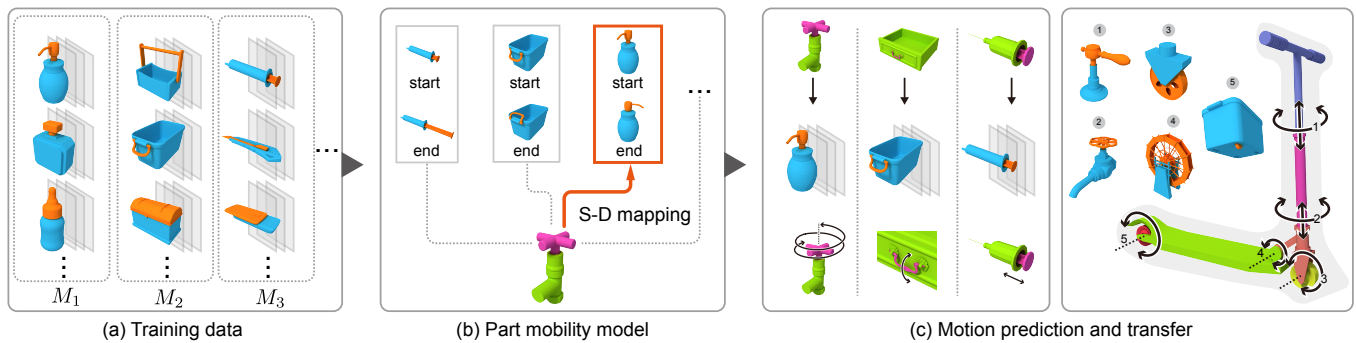 M1
M2
M3
...
(a) Training data
start
start
start
end
end
end
...
S-D mapping
(b) Part mobility model
1
3
5
2
4
1
2
5
4
3
(c) Motion prediction and transfer